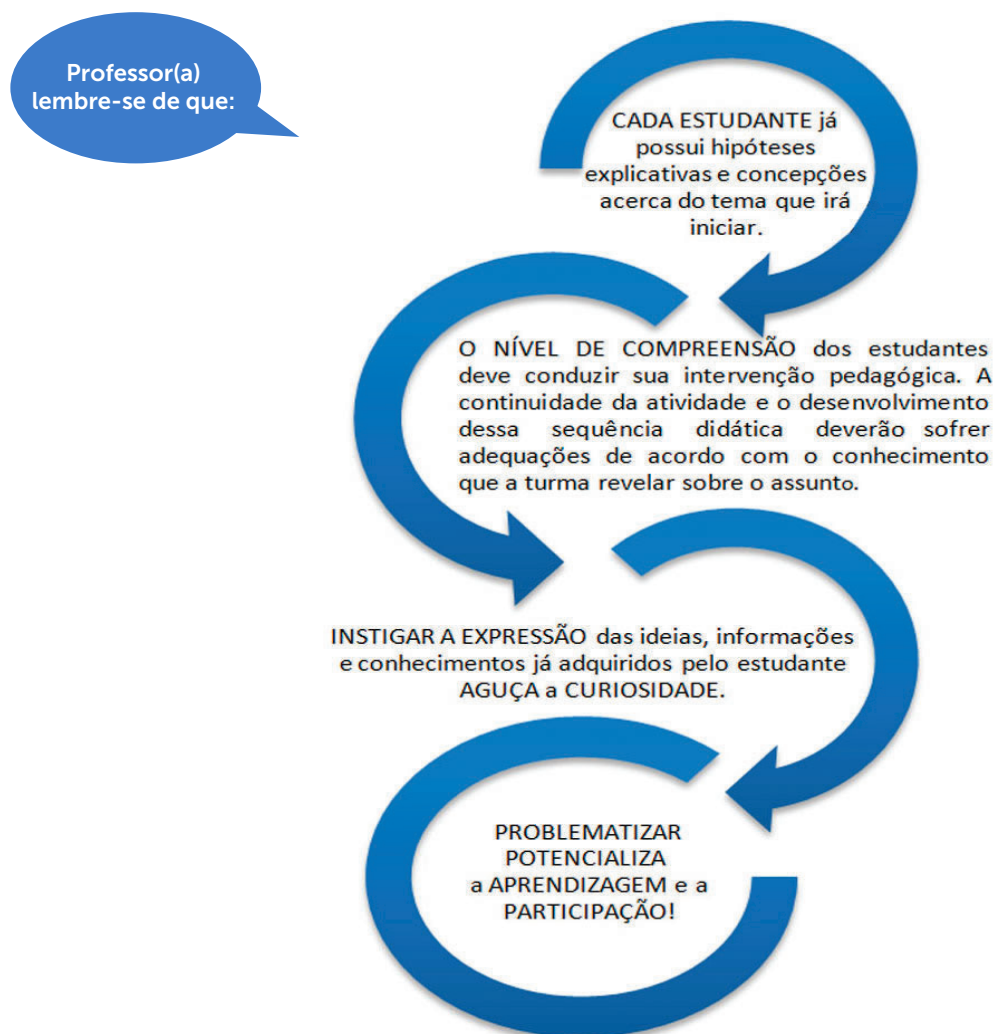 Professor(a)
lembre-se de que:
CADA ESTUDANTE já
possui hipóteses
explicativas e concepções
acerca do tema que irá
iniciar.
O NÍVEL DE COMPREENSÃO dos estudantes
deve conduzir sua intervenção pedagógica. A
continuidade da atividade e o desenvolvimento
dessa sequência didática deverão sofrer
adequações de acordo com o conhecimento
que a turma revelar sobre o assunto.
INSTIGAR A EXPRESSÃO das ideias, informações
e conhecimentos já adquiridos pelo estudante
AGUÇA a CURIOSIDADE.
PROBLEMATIZAR
POTENCIALIZA
a APRENDIZAGEM e a
PARTICIPAÇÃO!